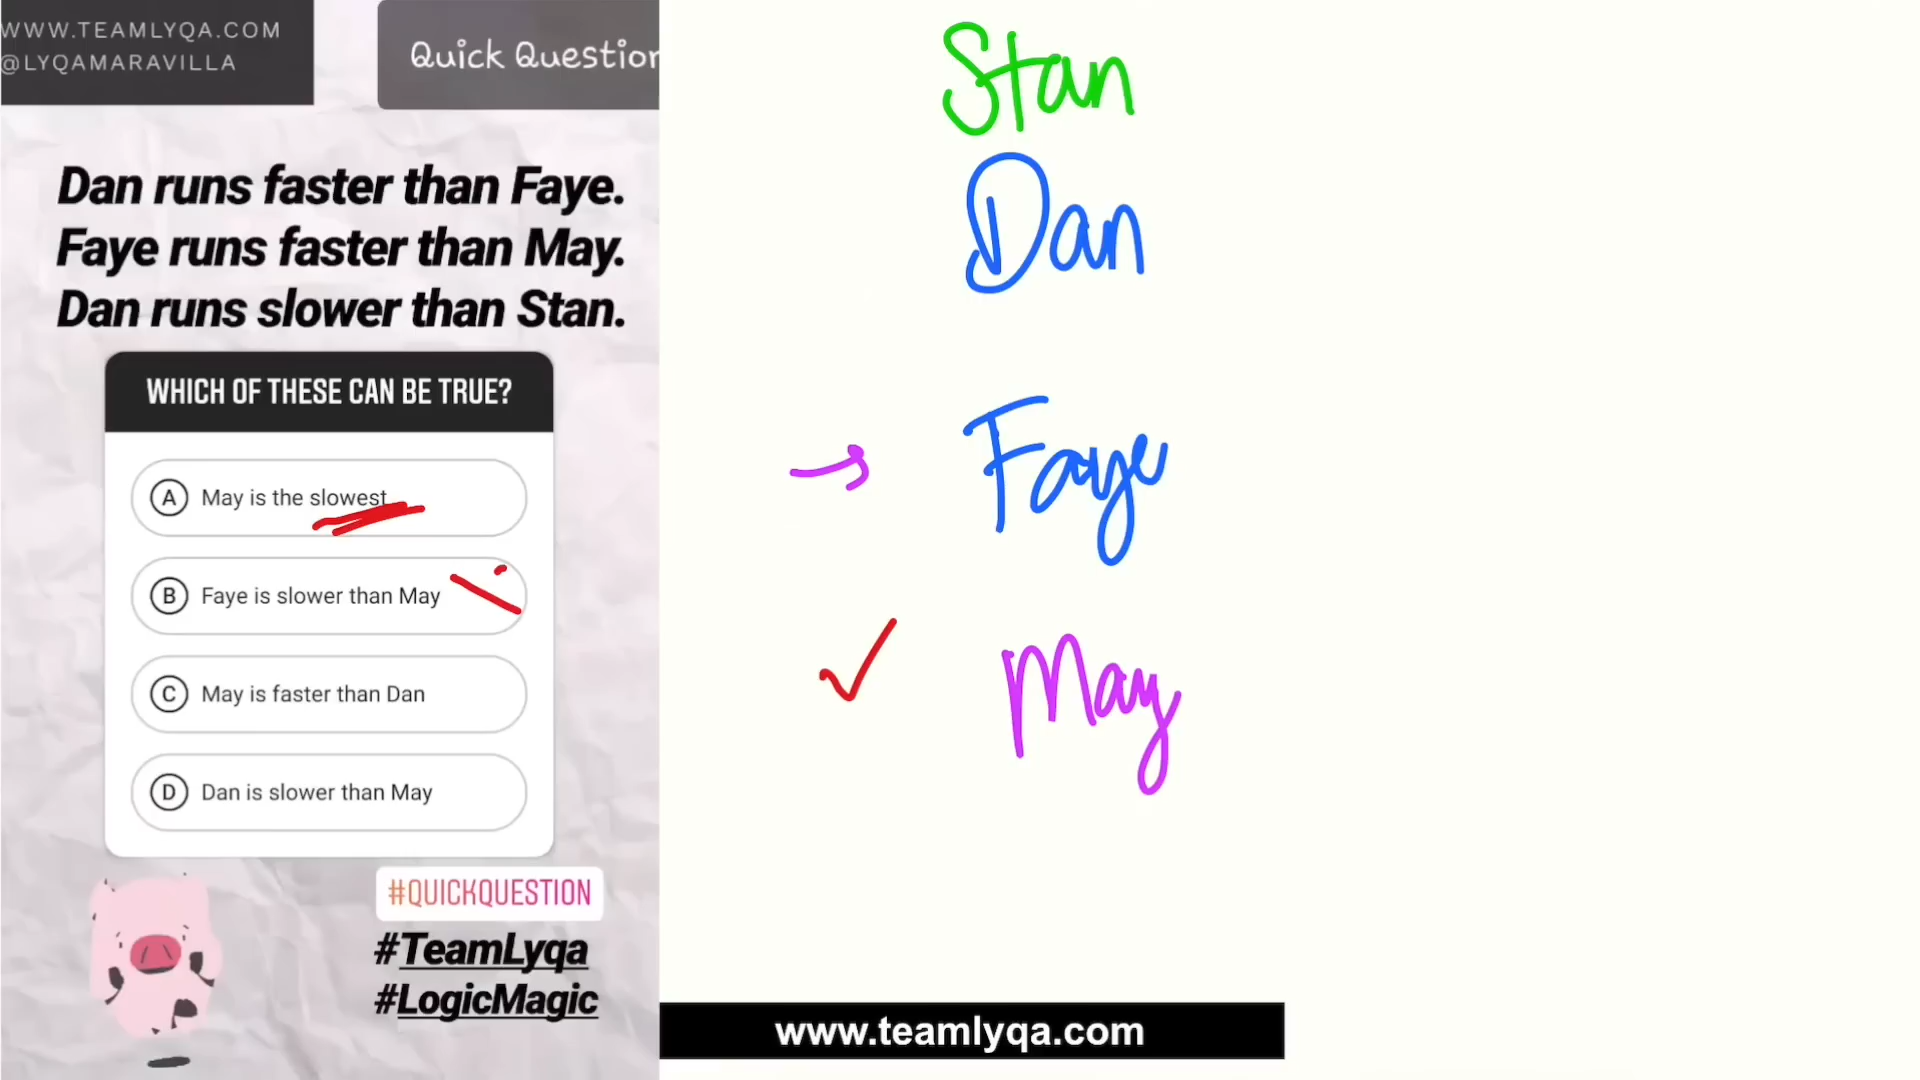 WWW.TEAMLYQA.COM
@LYQAMARAVILLA
Quick Question
Dan runs faster than Faye.
Faye runs faster than May.
Dan runs slower than Stan.
WHICH OF THESE CAN BE TRUE?
A May is the slowest
B Faye is slower than May
C May is faster than Dan
D Dan is slower than May
#QUICKQUESTION
#TeamLyqa
#LogicMagic
Stan
Dan
Faye
May
www.teamlyqa.com